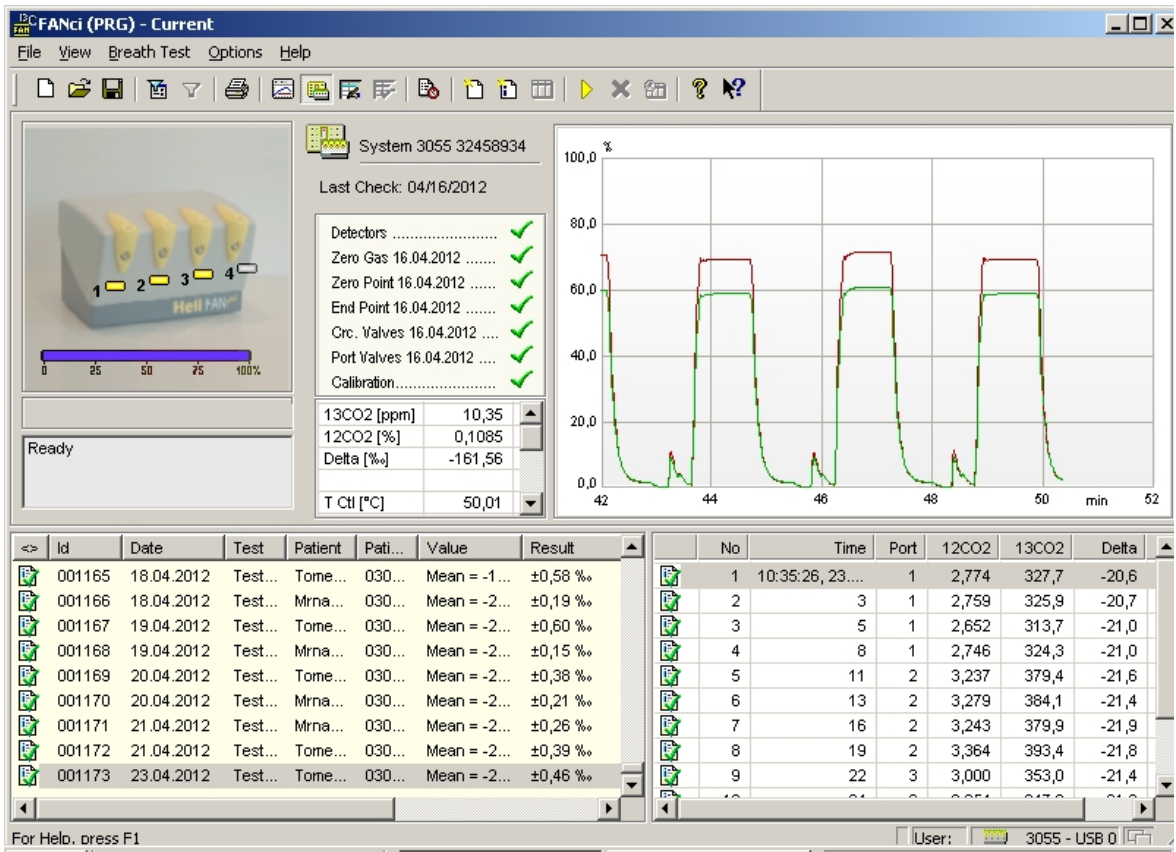 13C FAN FANci (PRG) - Current
File View Breath Test Options Help
System 3055 32458934
Last Check: 04/16/2012
Detectors ........................
Zero Gas 16.04.2012 .......
Zero Point 16.04.2012 ......
End Point 16.04.2012 .......
Crc. Valves 16.04.2012 ....
Port Valves 16.04.2012 ....
Calibration.......................
1 2 3 4
Heli FAN
0 25 50 75 100%
Ready
13CO2 [ppm] 10,35
12CO2 [%] 0,1085
Delta [‰] -161,56
T Ctl [°C] 50,01
%
100,0
80,0
60,0
40,0
20,0
0,0
42 44 46 48 50 min 52
<> Id Date Test Patient Pati... Value Result
001165 18.04.2012 Test... Tome... 030... Mean = -1... ±0,58 ‰
001166 18.04.2012 Test... Mrna... 030... Mean = -2... ±0,19 ‰
001167 19.04.2012 Test... Tome... 030... Mean = -2... ±0,60 ‰
001168 19.04.2012 Test... Mrna... 030... Mean = -2... ±0,15 ‰
001169 20.04.2012 Test... Tome... 030... Mean = -2... ±0,38 ‰
001170 20.04.2012 Test... Mrna... 030... Mean = -2... ±0,21 ‰
001171 21.04.2012 Test... Mrna... 030... Mean = -2... ±0,26 ‰
001172 21.04.2012 Test... Tome... 030... Mean = -2... ±0,39 ‰
001173 23.04.2012 Test... Tome... 030... Mean = -2... ±0,46 ‰
No Time Port 12CO2 13CO2 Delta
1 10:35:26, 23.... 1 2,774 327,7 -20,6
2 3 1 2,759 325,9 -20,7
3 5 1 2,652 313,7 -21,0
4 8 1 2,746 324,3 -21,0
5 11 2 3,237 379,4 -21,6
6 13 2 3,279 384,1 -21,4
7 16 2 3,243 379,9 -21,9
8 19 2 3,364 393,4 -21,8
9 22 3 3,000 353,0 -21,4
For Help, press F1
User: 3055 - USB 0